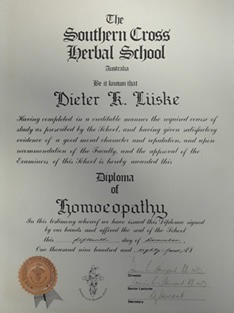 The
Southern Cross
Herbal School
Australia
Be it known that
Dieter K. Lüske
Having completed in a creditable manner the required course of
study as prescribed by the School, and having given satisfactory
evidence of a good moral character and reputation, and upon
recommendation of the Faculty, and the approval of the
Examiners of this School is hereby awarded this
Diploma
of
Homoeopathy
In this testimony whereof we have issued this Diploma signed
by our hands and affixed the seal of the School
this day of
One thousand nine hundred and
Director
Senior Lecturer
Secretary